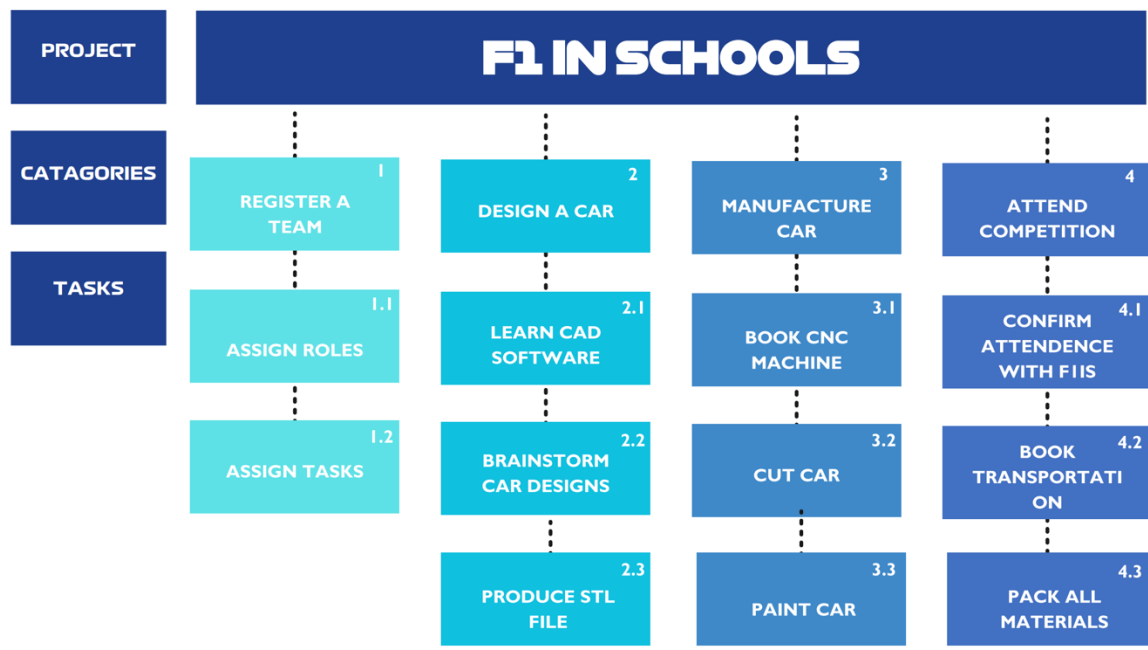 PROJECT
F1 IN SCHOOLS
CATAGORIES
TASKS
1
REGISTER A
TEAM
1.1
ASSIGN ROLES
1.2
ASSIGN TASKS
2
DESIGN A CAR
2.1
LEARN CAD
SOFTWARE
2.2
BRAINSTORM
CAR DESIGNS
2.3
PRODUCE STL
FILE
3
MANUFACTURE
CAR
3.1
BOOK CNC
MACHINE
3.2
CUT CAR
3.3
PAINT CAR
4
ATTEND
COMPETITION
4.1
CONFIRM
ATTENDENCE
WITH F1IS
4.2
BOOK
TRANSPORTATI
ON
4.3
PACK ALL
MATERIALS